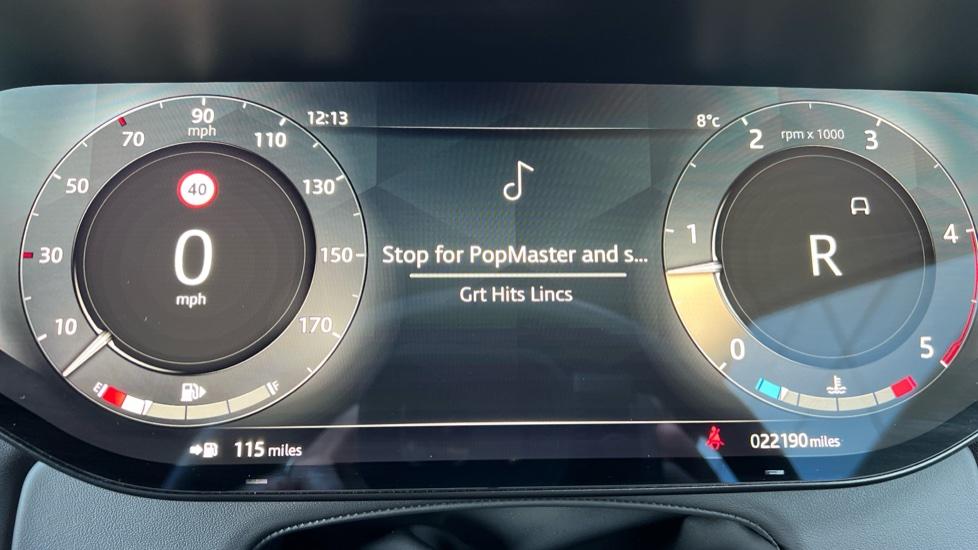 12:13
8°c
90
mph
70
110
50
130
30
150
10
170
40
0
mph
E
F
Stop for PopMaster and s...
Grt Hits Lincs
rpm x 1000
2
3
1
4
0
5
R
115 miles
022190 miles